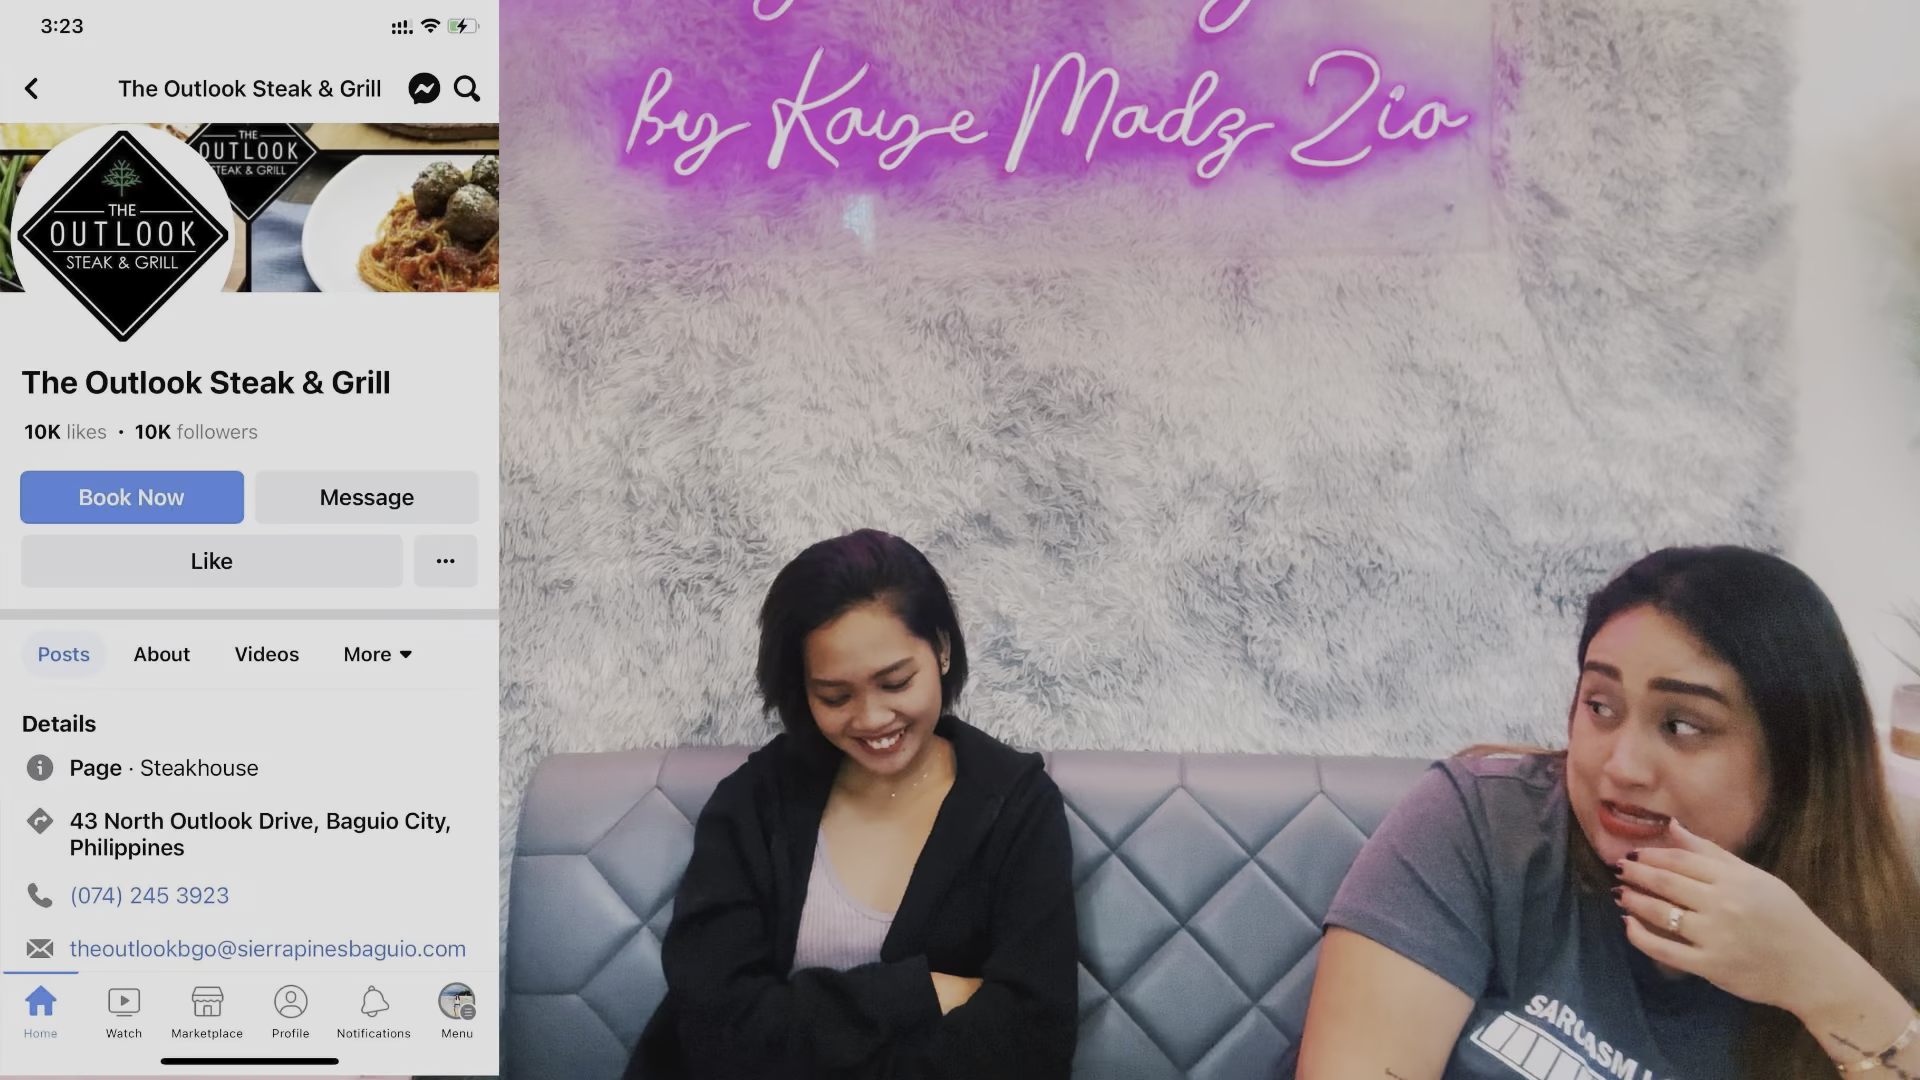 3:23
The Outlook Steak & Grill
THE
OUTLOOK
STEAK & GRILL
THE
OUTLOOK
STEAK & GRILL
The Outlook Steak & Grill
10K likes · 10K followers
Book Now
Message
Like
Posts
About
Videos
More
Details
Page · Steakhouse
43 North Outlook Drive, Baguio City,
Philippines
(074) 245 3923
theoutlookbgo@sierrapinesbaguio.com
Home
Watch
Marketplace
Profile
Notifications
Menu
By Kaye Madz Zia
SARCASM